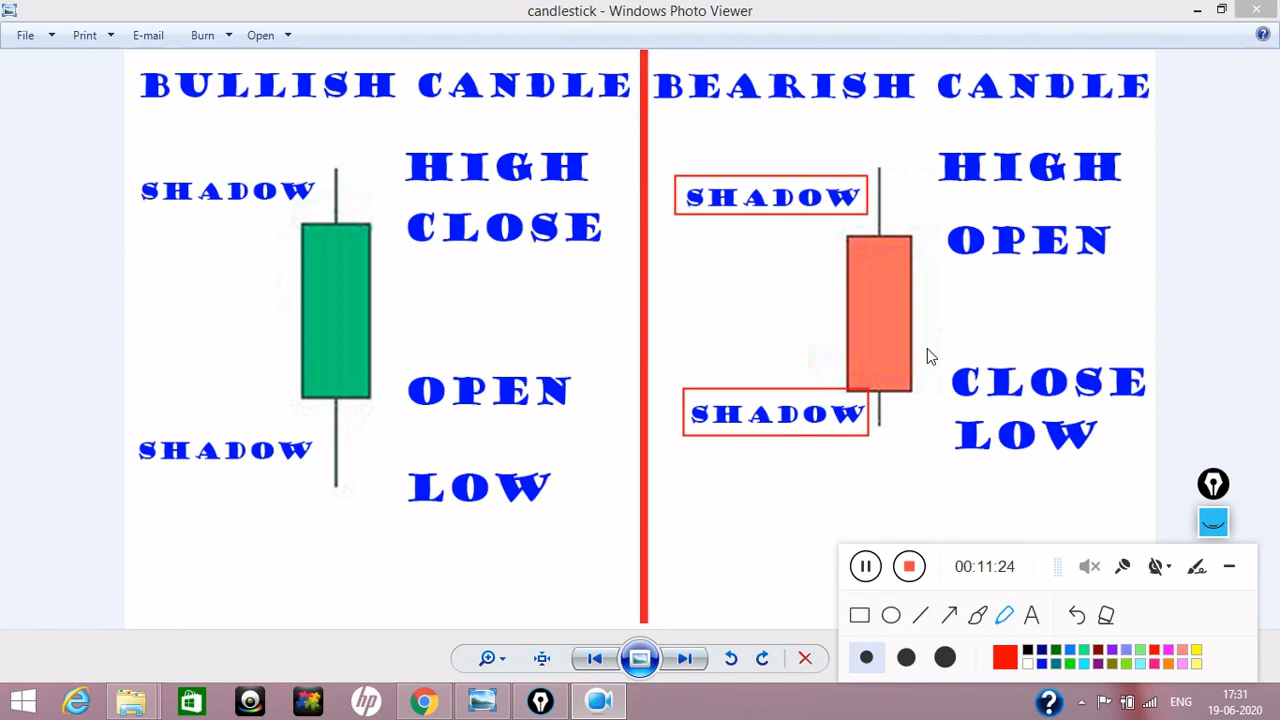 candlestick - Windows Photo Viewer
File Print E-mail Burn Open
BULLISH CANDLE
SHADOW
HIGH
CLOSE
OPEN
SHADOW
LOW
BEARISH CANDLE
SHADOW
HIGH
OPEN
CLOSE
SHADOW
LOW
00:11:24
A
hp
ENG
17:31
19-06-2020